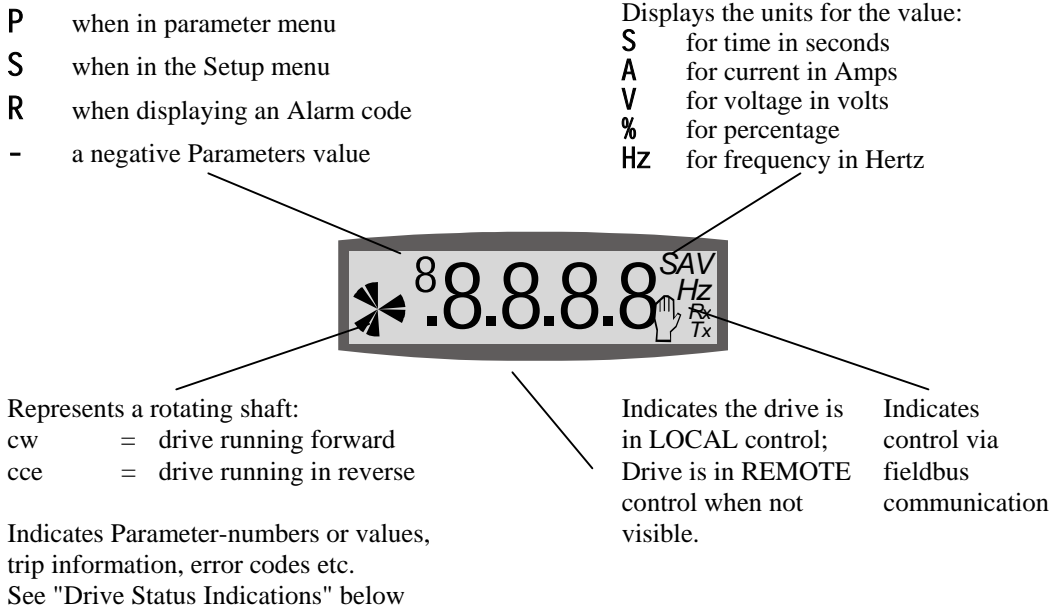 P when in parameter menu
S when in the Setup menu
R when displaying an Alarm code
- a negative Parameters value
Displays the units for the value:
S for time in seconds
A for current in Amps
V for voltage in volts
% for percentage
Hz for frequency in Hertz
8.8.8.8.8
SAV
Hz
Rx
Tx
Represents a rotating shaft:
cw = drive running forward
cce = drive running in reverse
Indicates Parameter-numbers or values,
trip information, error codes etc.
See "Drive Status Indications" below
Indicates the drive is
in LOCAL control;
Drive is in REMOTE
control when not
visible.
Indicates
control via
fieldbus
communication